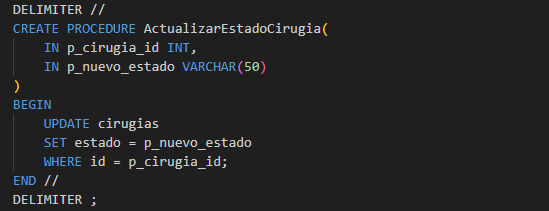 DELIMITER //
CREATE PROCEDURE ActualizarEstadoCirugia(
    IN p_cirugia_id INT,
    IN p_nuevo_estado VARCHAR(50)
)
BEGIN
    UPDATE cirugias
    SET estado = p_nuevo_estado
    WHERE id = p_cirugia_id;
END //
DELIMITER ;